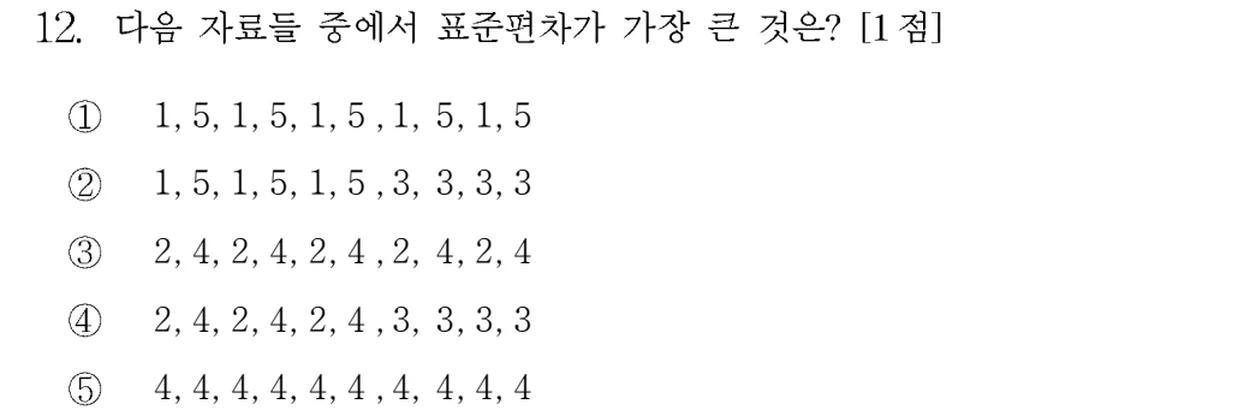 12. 다음 자료들 중에서 표준편차가 가장 큰 것은? [1 점]
① 1, 5, 1, 5, 1, 5 , 1, 5, 1, 5
② 1, 5, 1, 5, 1, 5 , 3, 3, 3, 3
③ 2, 4, 2, 4, 2, 4 , 2, 4, 2, 4
④ 2, 4, 2, 4, 2, 4 , 3, 3, 3, 3
⑤ 4, 4, 4, 4, 4, 4 , 4, 4, 4, 4